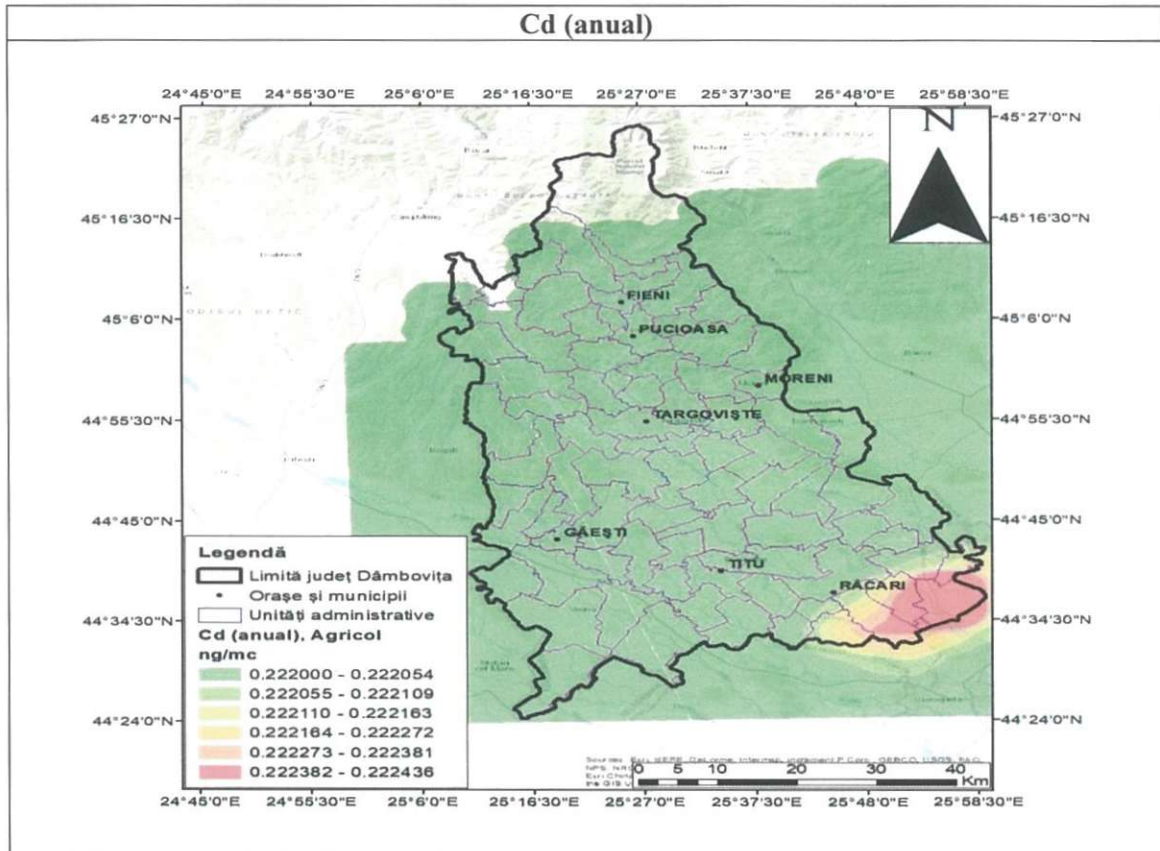 Cd (anual)
24°45'0"E 24°55'30"E 25°6'0"E 25°16'30"E 25°27'0"E 25°37'30"E 25°48'0"E 25°58'30"E
45°27'0"N 45°27'0"N
N
45°16'30"N 45°16'30"N
FIENI
45°6'0"N 45°6'0"N
PUCIOASA
MORENI
44°55'30"N TARGOVIȘTE 44°55'30"N
44°45'0"N 44°45'0"N
GĂEȘTI
TITU
RĂCARI
44°34'30"N 44°34'30"N
44°24'0"N 44°24'0"N
Legendă
Limită județ Dâmbovița
Orașe și municipii
Unități administrative
Cd (anual), Agricol
ng/mc
0.222000 - 0.222054
0.222055 - 0.222109
0.222110 - 0.222163
0.222164 - 0.222272
0.222273 - 0.222381
0.222382 - 0.222436
0 5 10 20 30 40
Km
24°45'0"E 24°55'30"E 25°6'0"E 25°16'30"E 25°27'0"E 25°37'30"E 25°48'0"E 25°58'30"E